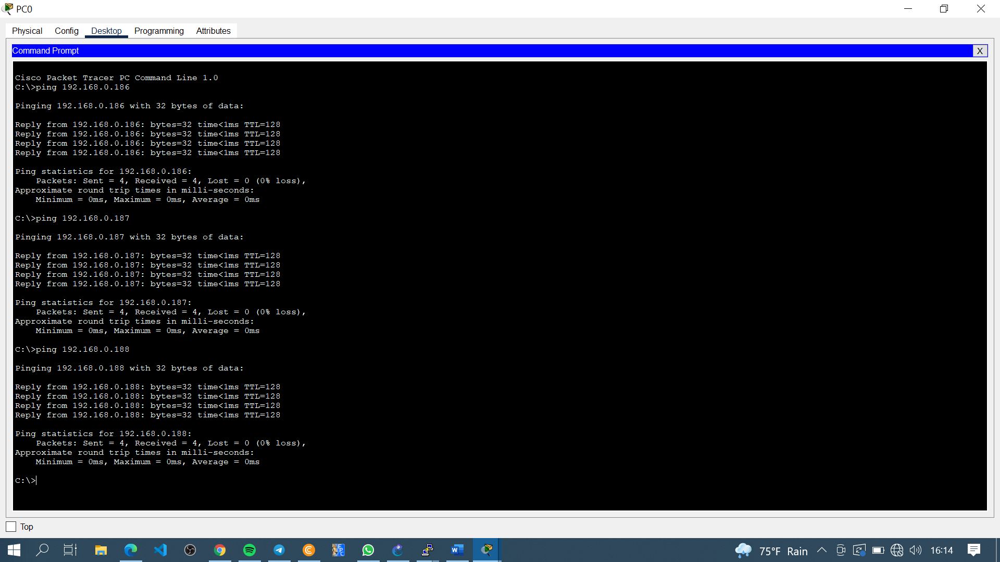 PC0
Physical Config Desktop Programming Attributes
Command Prompt X
Cisco Packet Tracer PC Command Line 1.0
C:\>ping 192.168.0.186
Pinging 192.168.0.186 with 32 bytes of data:
Reply from 192.168.0.186: bytes=32 time<1ms TTL=128
Reply from 192.168.0.186: bytes=32 time<1ms TTL=128
Reply from 192.168.0.186: bytes=32 time<1ms TTL=128
Reply from 192.168.0.186: bytes=32 time<1ms TTL=128
Ping statistics for 192.168.0.186:
Packets: Sent = 4, Received = 4, Lost = 0 (0% loss),
Approximate round trip times in milli-seconds:
Minimum = 0ms, Maximum = 0ms, Average = 0ms
C:\>ping 192.168.0.187
Pinging 192.168.0.187 with 32 bytes of data:
Reply from 192.168.0.187: bytes=32 time<1ms TTL=128
Reply from 192.168.0.187: bytes=32 time<1ms TTL=128
Reply from 192.168.0.187: bytes=32 time<1ms TTL=128
Reply from 192.168.0.187: bytes=32 time<1ms TTL=128
Ping statistics for 192.168.0.187:
Packets: Sent = 4, Received = 4, Lost = 0 (0% loss),
Approximate round trip times in milli-seconds:
Minimum = 0ms, Maximum = 0ms, Average = 0ms
C:\>ping 192.168.0.188
Pinging 192.168.0.188 with 32 bytes of data:
Reply from 192.168.0.188: bytes=32 time<1ms TTL=128
Reply from 192.168.0.188: bytes=32 time<1ms TTL=128
Reply from 192.168.0.188: bytes=32 time<1ms TTL=128
Reply from 192.168.0.188: bytes=32 time<1ms TTL=128
Ping statistics for 192.168.0.188:
Packets: Sent = 4, Received = 4, Lost = 0 (0% loss),
Approximate round trip times in milli-seconds:
Minimum = 0ms, Maximum = 0ms, Average = 0ms
C:\>
Top
75°F Rain 16:14